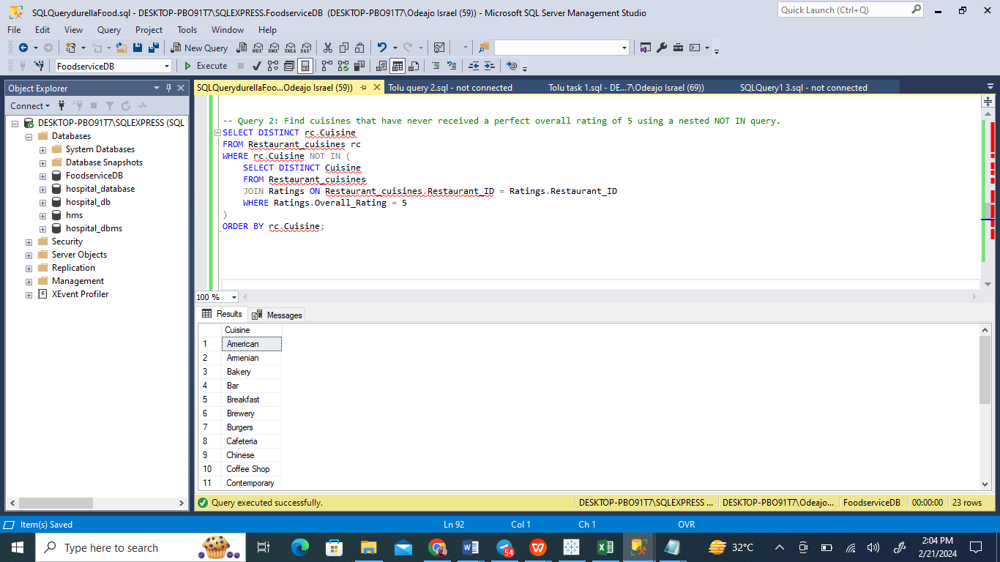 SQLQuerydurellaFood.sql - DESKTOP-PBO91T7\SQLEXPRESS.FoodserviceDB (DESKTOP-PBO91T7\Odeajo Israel (59)) - Microsoft SQL Server Management Studio
Quick Launch (Ctrl+Q)
File Edit View Query Project Tools Window Help
New Query MDX DMX XMLA DAX
FoodserviceDB Execute
Object Explorer
SQLQuerydurellaFoo...Odeajo Israel (59)) Tolu query 2.sql - not connected Tolu task 1.sql - DE...7\Odeajo Israel (69)) SQLQuery1 3.sql - not connected
Connect
DESKTOP-PBO91T7\SQLEXPRESS (SQL
Databases
System Databases
Database Snapshots
FoodserviceDB
hospital_database
hospital_db
hms
hospital_dbms
Security
Server Objects
Replication
Management
XEvent Profiler
-- Query 2: Find cuisines that have never received a perfect overall rating of 5 using a nested NOT IN query.
SELECT DISTINCT rc.Cuisine
FROM Restaurant_cuisines rc
WHERE rc.Cuisine NOT IN (
SELECT DISTINCT Cuisine
FROM Restaurant_cuisines
JOIN Ratings ON Restaurant_cuisines.Restaurant_ID = Ratings.Restaurant_ID
WHERE Ratings.Overall_Rating = 5
)
ORDER BY rc.Cuisine;
100 %
Results Messages
Cuisine
1 American
2 Amenian
3 Bakery
4 Bar
5 Breakfast
6 Brewery
7 Burgers
8 Cafeteria
9 Chinese
10 Coffee Shop
11 Contemporary
Query executed successfully. DESKTOP-PBO91T7\SQLEXPRESS ... DESKTOP-PBO91T7\Odeajo... FoodserviceDB 00:00:00 23 rows
Item(s) Saved Ln 92 Col 1 Ch 1 OVR
Type here to search 54 32°C 2:04 PM
2/21/2024